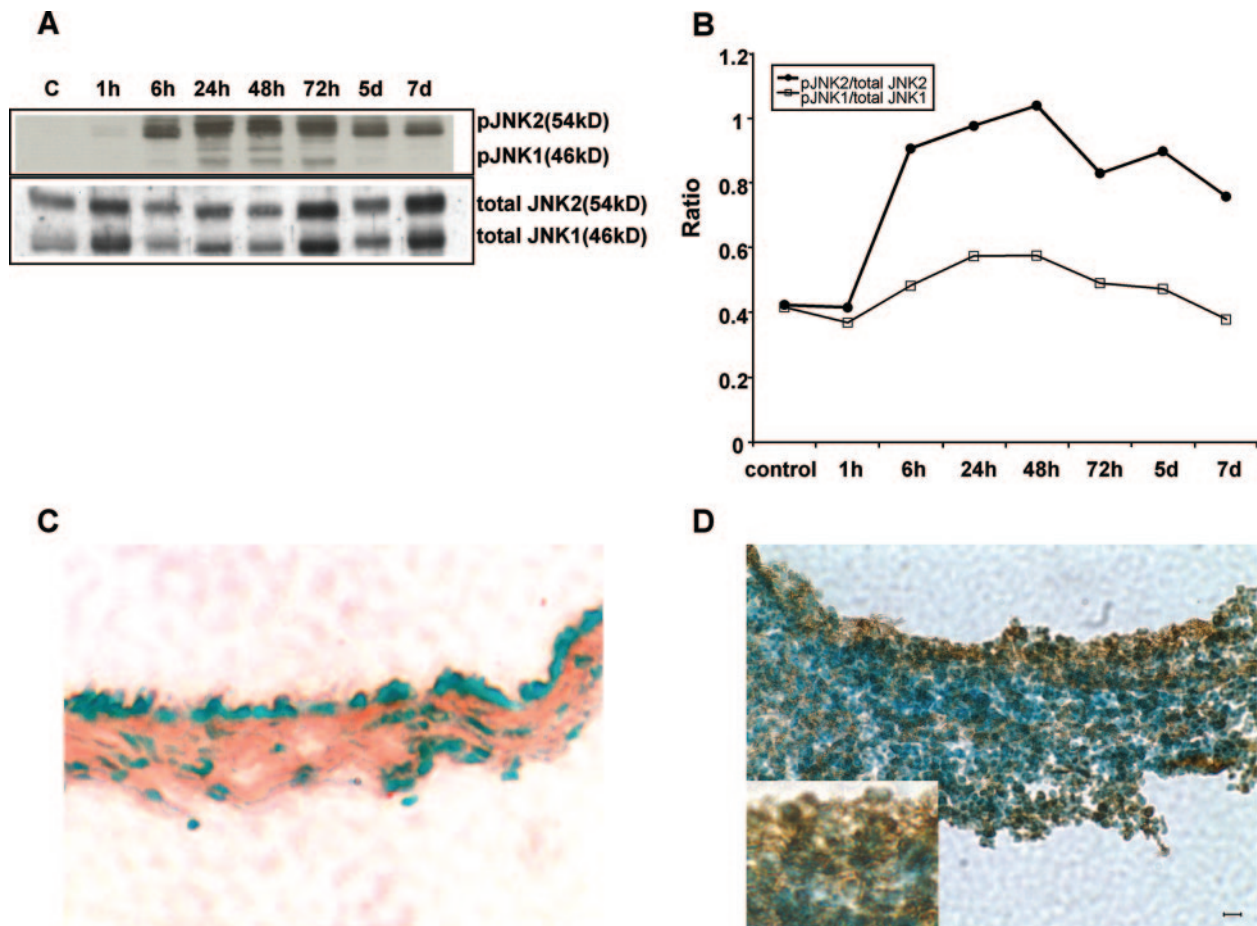 A
C 1h 6h 24h 48h 72h 5d 7d
pJNK2(54kD)
pJNK1(46kD)
total JNK2(54kD)
total JNK1(46kD)
B
1.2
1
0.8
0.6
0.4
0.2
0
Ratio
pJNK2/total JNK2
pJNK1/total JNK1
control 1h 6h 24h 48h 72h 5d 7d
C
D